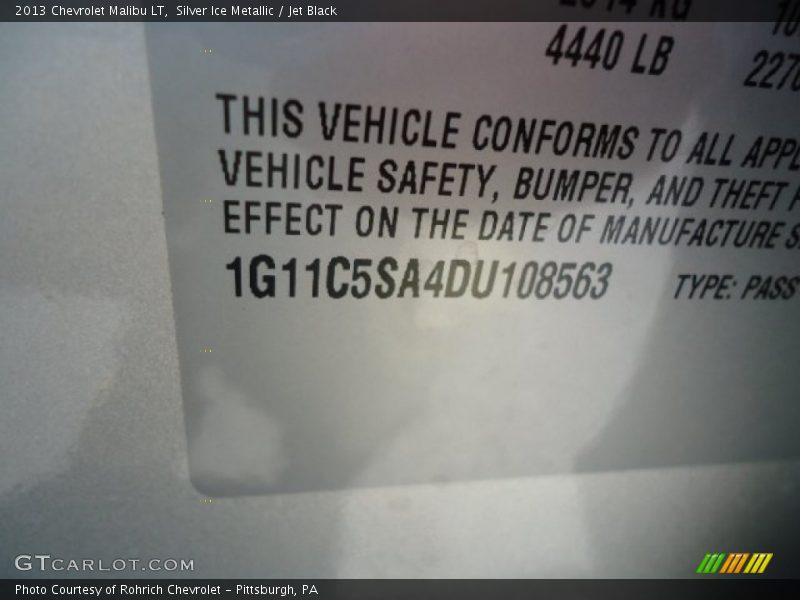 2013 Chevrolet Malibu LT, Silver Ice Metallic / Jet Black
4440 LB
THIS VEHICLE CONFORMS TO ALL
VEHICLE SAFETY, BUMPER, AND THEFT
EFFECT ON THE DATE OF MANUFACTURE
1G11C5SA4DU108563 TYPE: PASS
GTCARLOT.COM
Photo Courtesy of Rohrich Chevrolet - Pittsburgh, PA